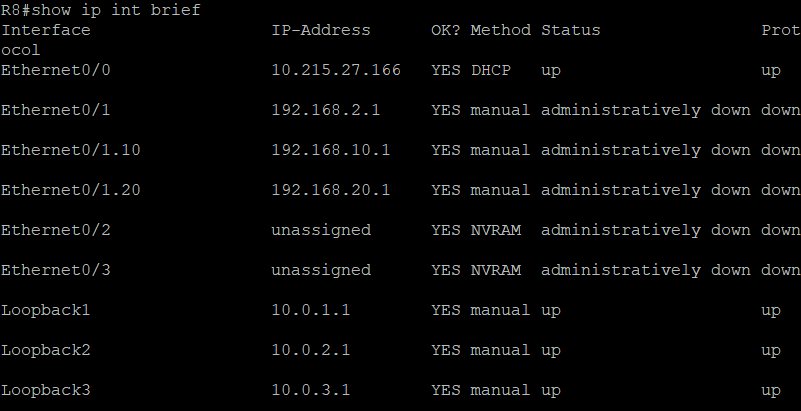 R8#show ip int brief
Interface                  IP-Address      OK? Method Status                Prot
ocol
Ethernet0/0                10.215.27.166   YES DHCP   up                    up
Ethernet0/1                192.168.2.1     YES manual administratively down down
Ethernet0/1.10             192.168.10.1    YES manual administratively down down
Ethernet0/1.20             192.168.20.1    YES manual administratively down down
Ethernet0/2                unassigned      YES NVRAM  administratively down down
Ethernet0/3                unassigned      YES NVRAM  administratively down down
Loopback1                  10.0.1.1        YES manual up                    up
Loopback2                  10.0.2.1        YES manual up                    up
Loopback3                  10.0.3.1        YES manual up                    up